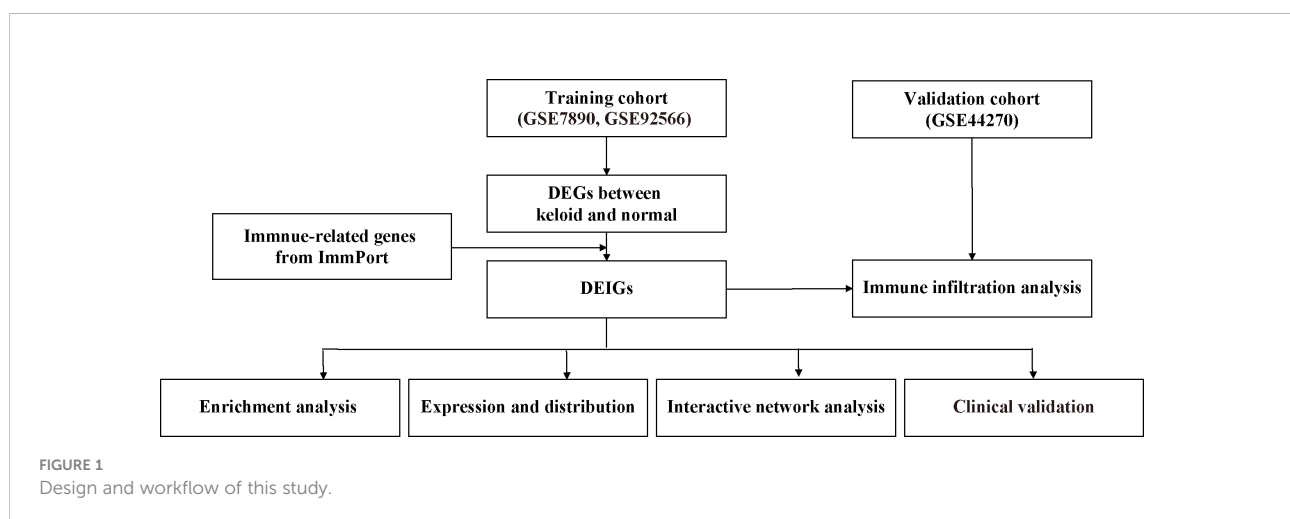 Training cohort
(GSE7890, GSE92566)
Validation cohort
(GSE44270)
DEGs between
keloid and normal
Immnue-related genes
from ImmPort
DEIGs
Immune infiltration analysis
Enrichment analysis
Expression and distribution
Interactive network analysis
Clinical validation
FIGURE 1
Design and workflow of this study.